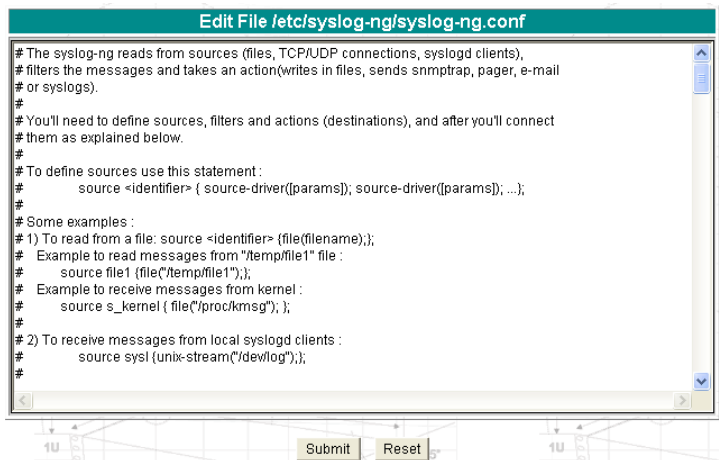 Edit File /etc/syslog-ng/syslog-ng.conf
# The syslog-ng reads from sources (files, TCP/UDP connections, syslogd clients),
# filters the messages and takes an action(writes in files, sends snmptrap, pager, e-mail
# or syslogs).
#
# You'll need to define sources, filters and actions (destinations), and after you'll connect
# them as explained below.
#
# To define sources use this statement :
# source <identifier> { source-driver([params]); source-driver([params]); ...};
#
# Some examples :
# 1) To read from a file: source <identifier> {file(filename);};
# Example to read messages from "/temp/file1" file :
# source file1 {file("/temp/file1");};
# Example to receive messages from kernel :
# source s_kernel { file("/proc/kmsg"); };
#
# 2) To receive messages from local syslogd clients :
# source sysl {unix-stream("/dev/log");};
#
1U
5°
1U
Submit Reset